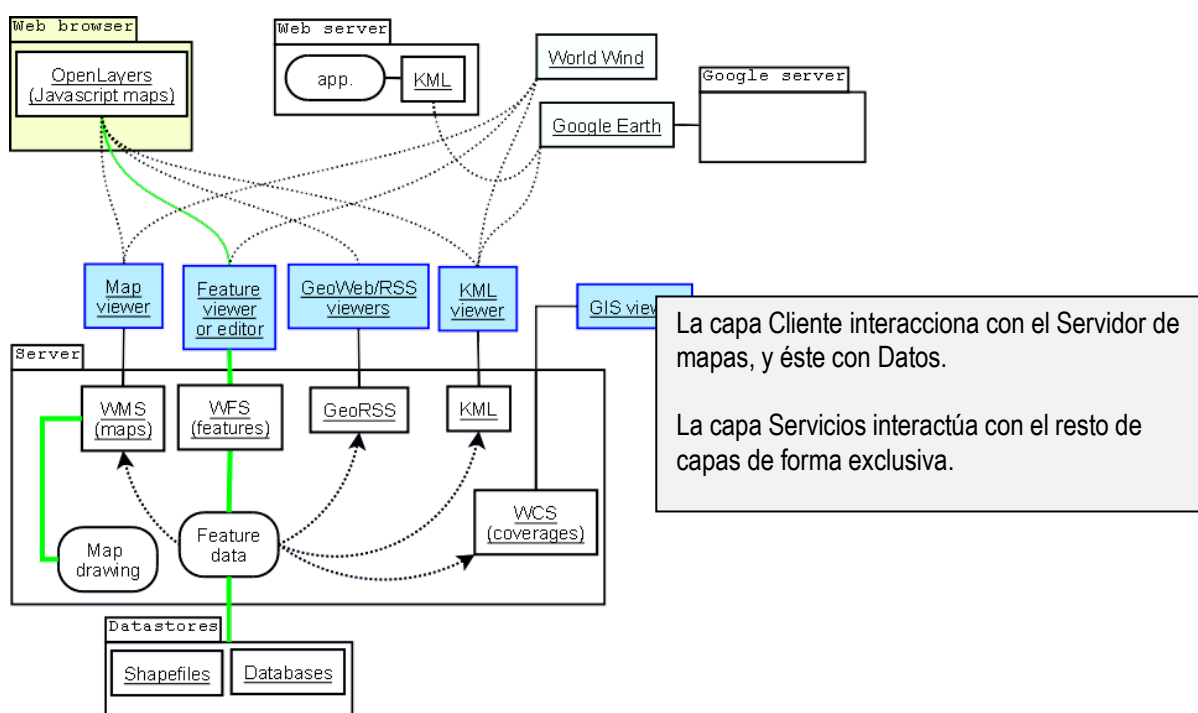 Web browser
OpenLayers
(Javascript maps)
Web server
app.
KML
World Wind
Google Earth
Google server
Map
viewer
Feature
viewer
or editor
GeoWeb/RSS
viewers
KML
viewer
GIS view
La capa Cliente interacciona con el Servidor de
mapas, y éste con Datos.
La capa Servicios interactúa con el resto de
capas de forma exclusiva.
Server
WMS
(maps)
WFS
(features)
GeoRSS
KML
WCS
(coverages)
Map
drawing
Feature
data
Datastores
Shapefiles
Databases